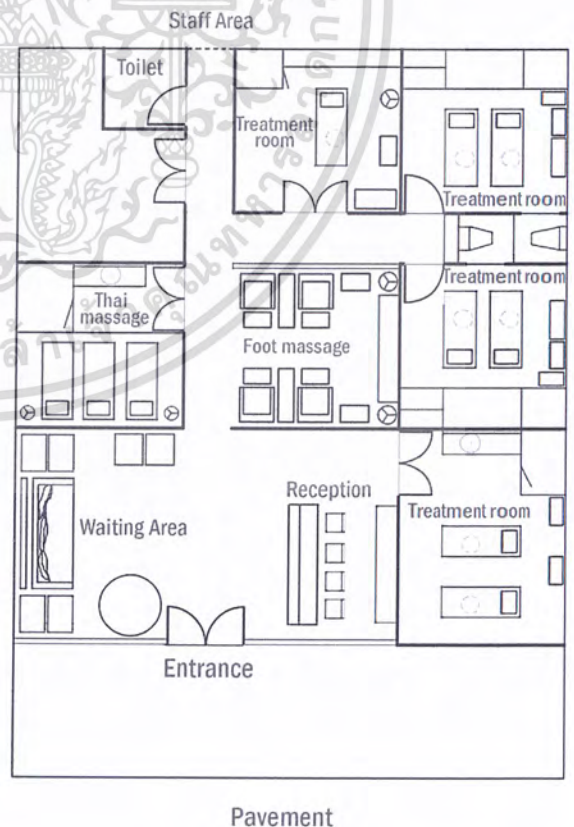 Staff Area
Toilet
Treatment
room
Treatment room
Thai
massage
Treatment room
Foot massage
Reception
Waiting Area
Treatment room
Entrance
Pavement